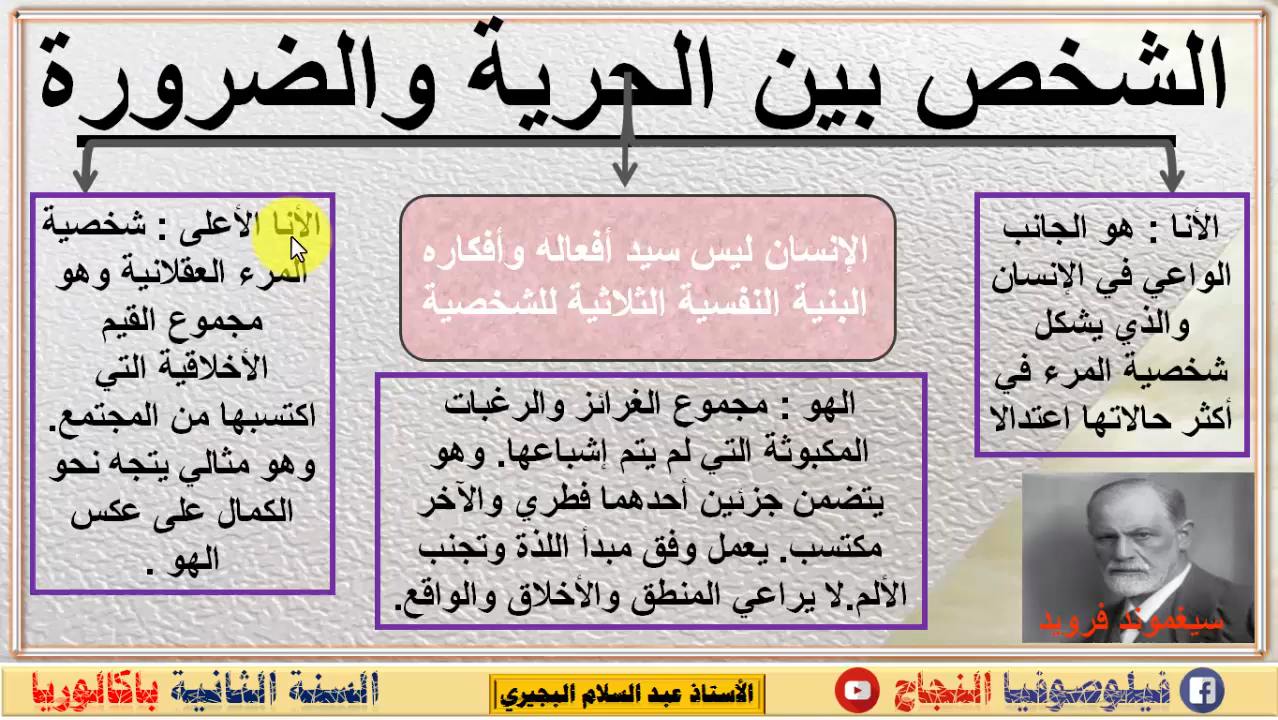 الشخص بين الحرية والضرورة
الأنا : هو الجانب
الواعي في الإنسان
والذي يشكل
شخصية المرء في
أكثر حالاتها اعتدالا
الإنسان ليس سيد أفعاله وأفكاره
البنية النفسية الثلاثية للشخصية
الهو : مجموع الغرائز والرغبات
المكبوثة التي لم يتم إشباعها. وهو
يتضمن جزئين أحدهما فطري والآخر
مكتسب. يعمل وفق مبدأ اللذة وتجنب
الألم.لا يراعي المنطق والأخلاق والواقع.
الأنا الأعلى : شخصية
المرء العقلانية وهو
مجموع القيم
الأخلاقية التي
اكتسبها من المجتمع.
وهو مثالي يتجه نحو
الكمال على عكس
الهو .
سيغموند فرويد
فيلوصوفيا النجاح
الأستاذ عبد السلام البجيري
السنة الثانية باكالوريا